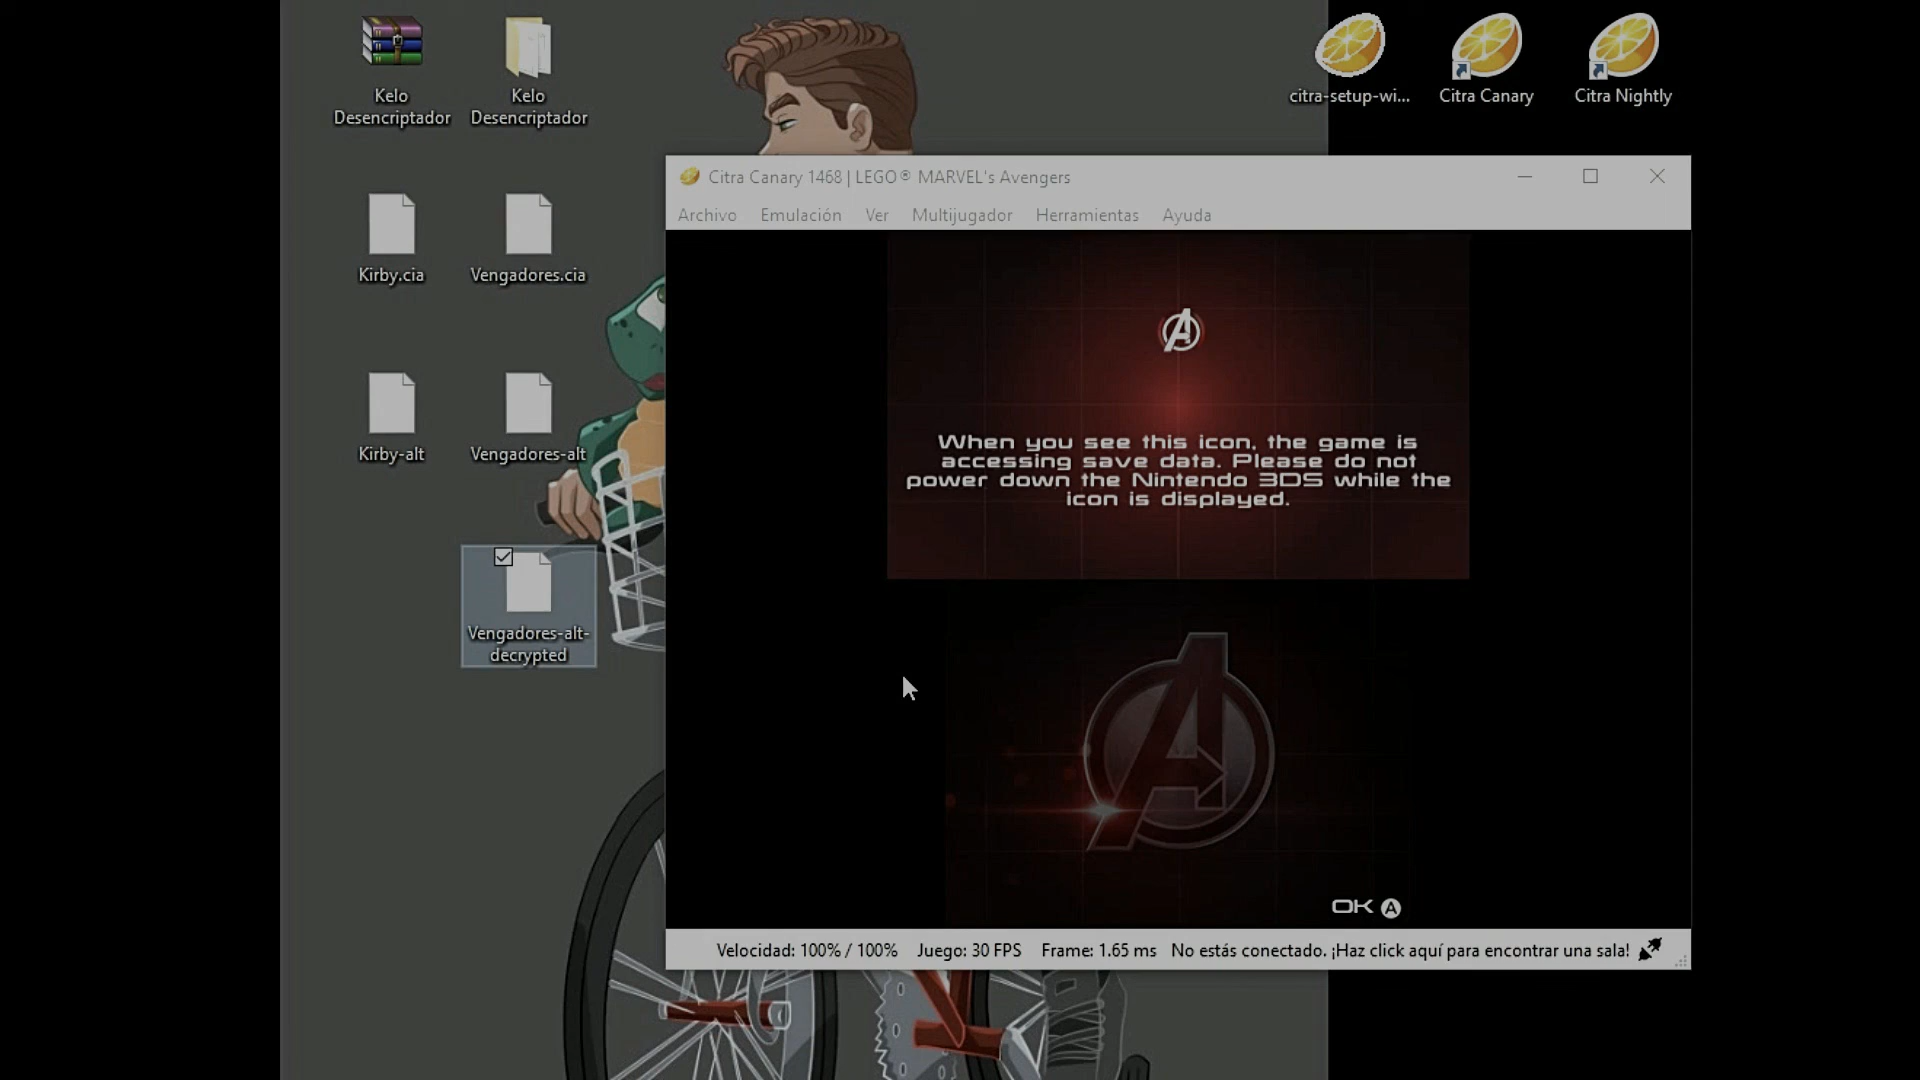 Kelo
Desencriptador
Kelo
Desencriptador
citra-setup-wi...
Citra Canary
Citra Nightly
Kirby.cia
Vengadores.cia
Kirby-alt
Vengadores-alt
Vengadores-alt-
decrypted
Citra Canary 1468 | LEGO® MARVEL's Avengers
Archivo Emulación Ver Multijugador Herramientas Ayuda
When you see this icon, the game is
accessing save data. Please do not
power down the Nintendo 3DS while the
icon is displayed.
OK A
Velocidad: 100% / 100% Juego: 30 FPS Frame: 1.65 ms No estás conectado. ¡Haz click aquí para encontrar una sala!